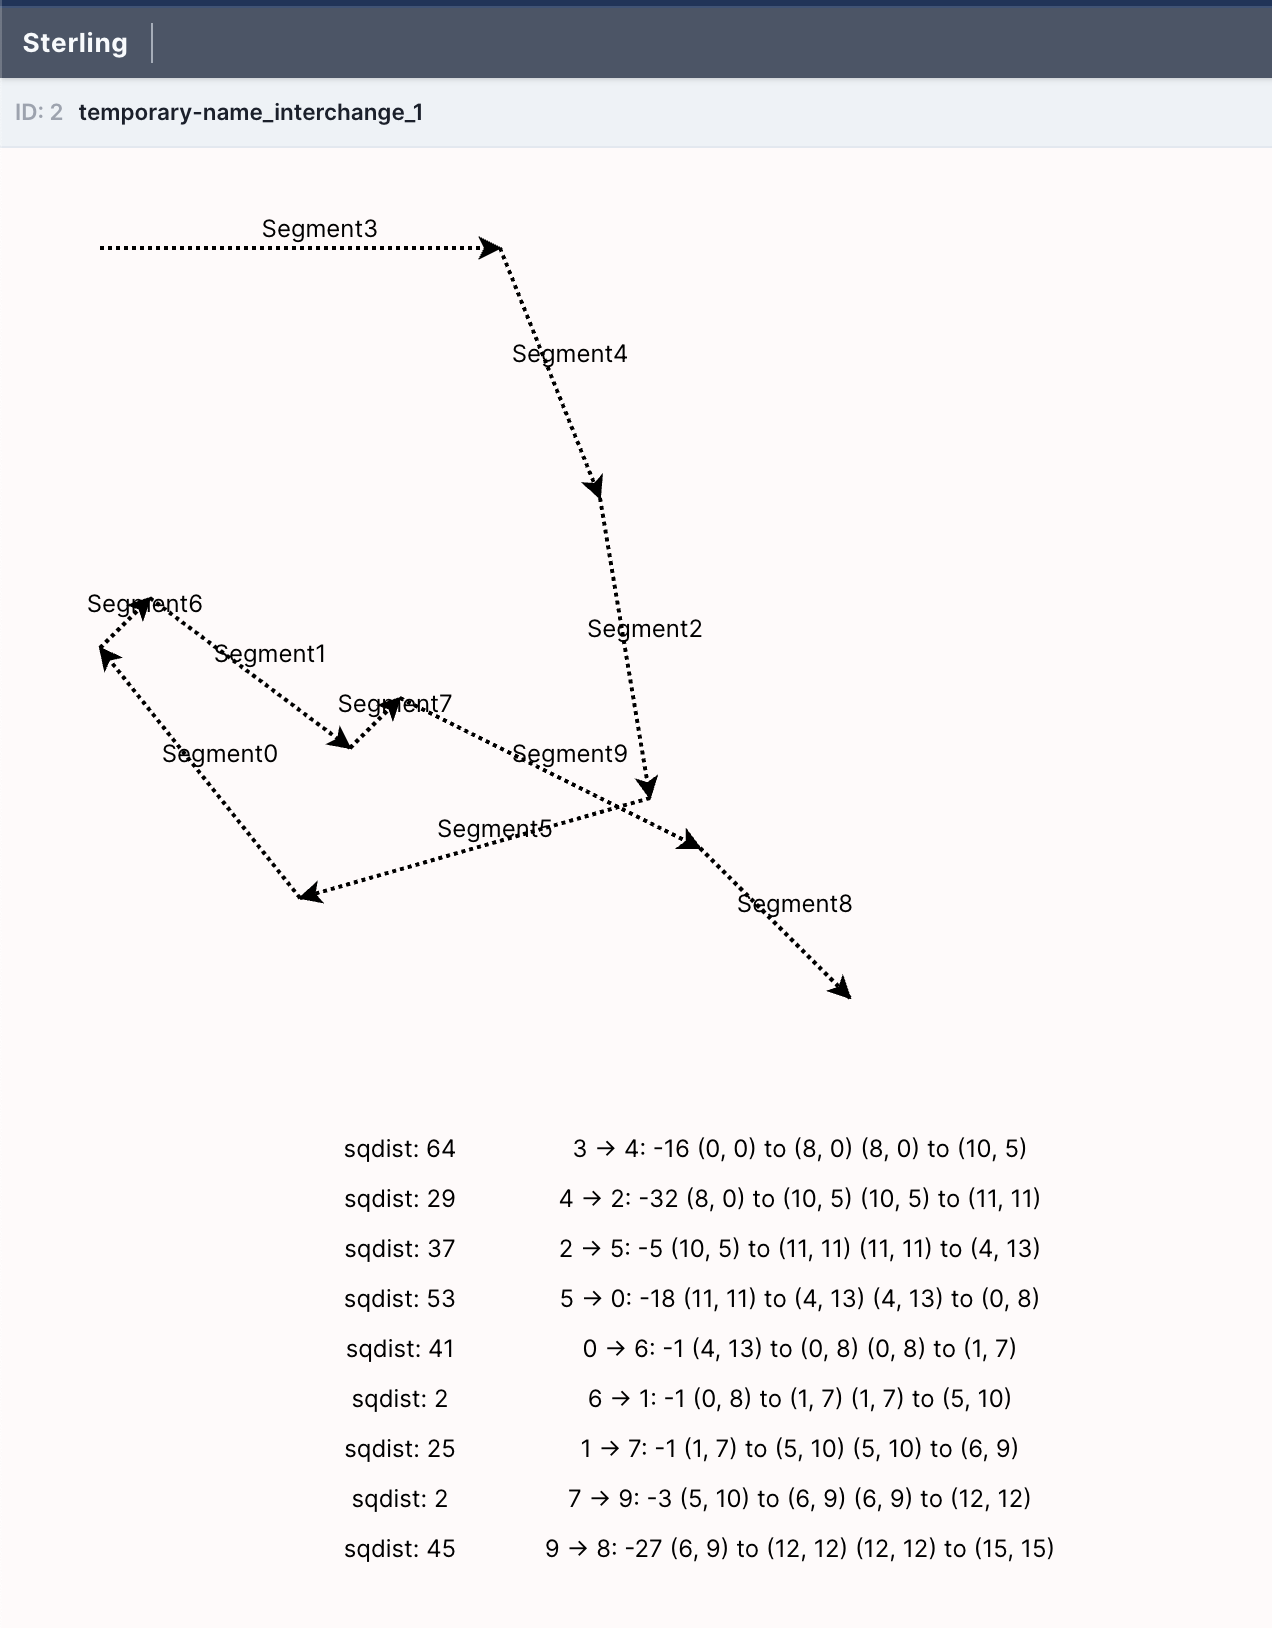 Sterling
ID: 2 temporary-name_interchange_1
Segment3
Segment4
Segment6
Segment2
Segment1
Segment7
Segment0
Segment9
Segment5
Segment8
sqdist: 64 3 → 4: -16 (0, 0) to (8, 0) (8, 0) to (10, 5)
sqdist: 29 4 → 2: -32 (8, 0) to (10, 5) (10, 5) to (11, 11)
sqdist: 37 2 → 5: -5 (10, 5) to (11, 11) (11, 11) to (4, 13)
sqdist: 53 5 → 0: -18 (11, 11) to (4, 13) (4, 13) to (0, 8)
sqdist: 41 0 → 6: -1 (4, 13) to (0, 8) (0, 8) to (1, 7)
sqdist: 2 6 → 1: -1 (0, 8) to (1, 7) (1, 7) to (5, 10)
sqdist: 25 1 → 7: -1 (1, 7) to (5, 10) (5, 10) to (6, 9)
sqdist: 2 7 → 9: -3 (5, 10) to (6, 9) (6, 9) to (12, 12)
sqdist: 45 9 → 8: -27 (6, 9) to (12, 12) (12, 12) to (15, 15)